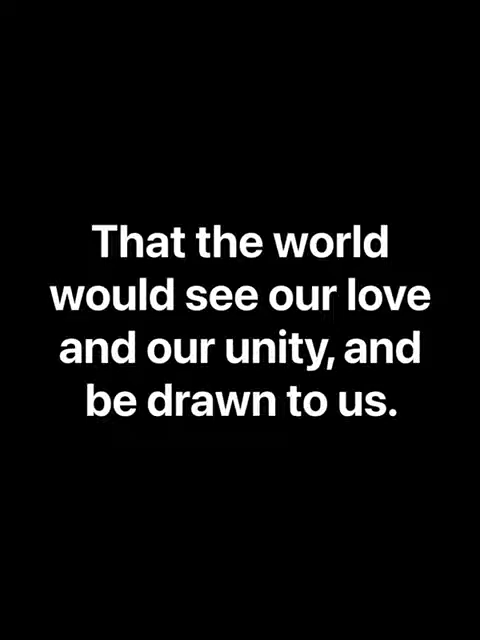 That the world
would see our love
and our unity, and
be drawn to us.